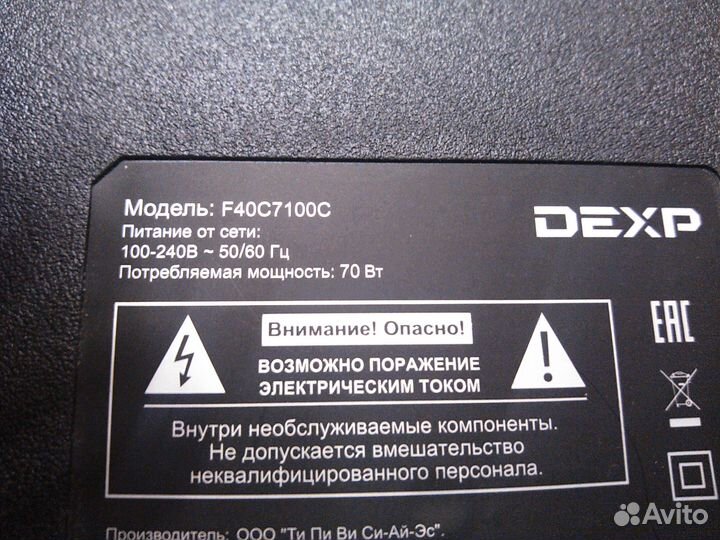 Модель: F40C7100C
DEXP
Питание от сети:
100-240В ~ 50/60 Гц
Потребляемая мощность: 70 Вт
Внимание! Опасно!
ВОЗМОЖНО ПОРАЖЕНИЕ
ЭЛЕКТРИЧЕСКИМ ТОКОМ
EAC
Внутри необслуживаемые компоненты.
Не допускается вмешательство
неквалифицированного персонала.
Производитель: ООО "Ти Пи Ви Си-Ай-Эс".
Avito